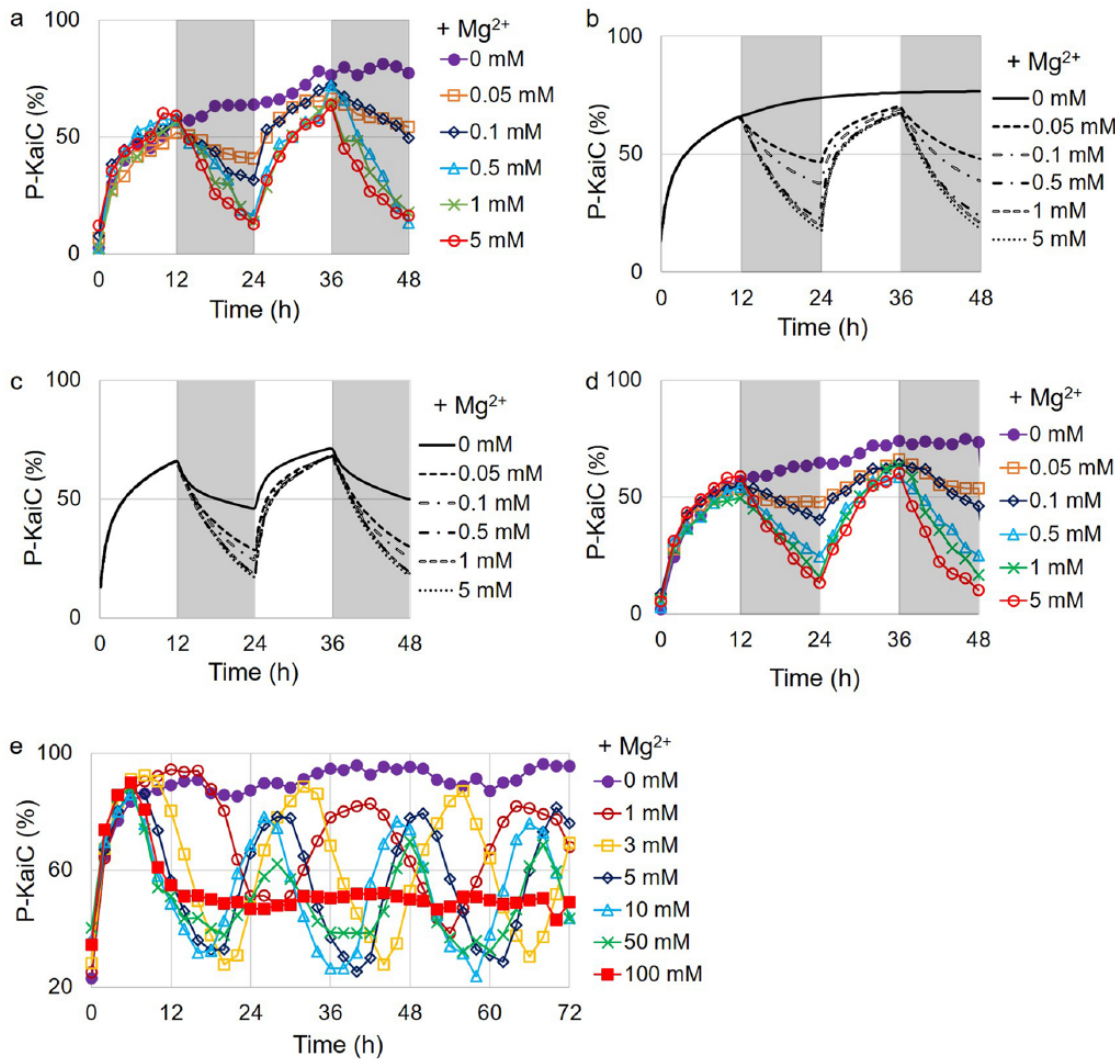 a
P-KaiC (%)
100
50
0
0 12 24 36 48
Time (h)
+ Mg²⁺
0 mM
0.05 mM
0.1 mM
0.5 mM
1 mM
5 mM
b
P-KaiC (%)
100
50
0
0 12 24 36 48
Time (h)
+ Mg²⁺
0 mM
0.05 mM
0.1 mM
0.5 mM
1 mM
5 mM
c
P-KaiC (%)
100
50
0
0 12 24 36 48
Time (h)
+ Mg²⁺
0 mM
0.05 mM
0.1 mM
0.5 mM
1 mM
5 mM
d
P-KaiC (%)
100
50
0
0 12 24 36 48
Time (h)
+ Mg²⁺
0 mM
0.05 mM
0.1 mM
0.5 mM
1 mM
5 mM
e
P-KaiC (%)
100
60
20
0 12 24 36 48 60 72
Time (h)
+ Mg²⁺
0 mM
1 mM
3 mM
5 mM
10 mM
50 mM
100 mM